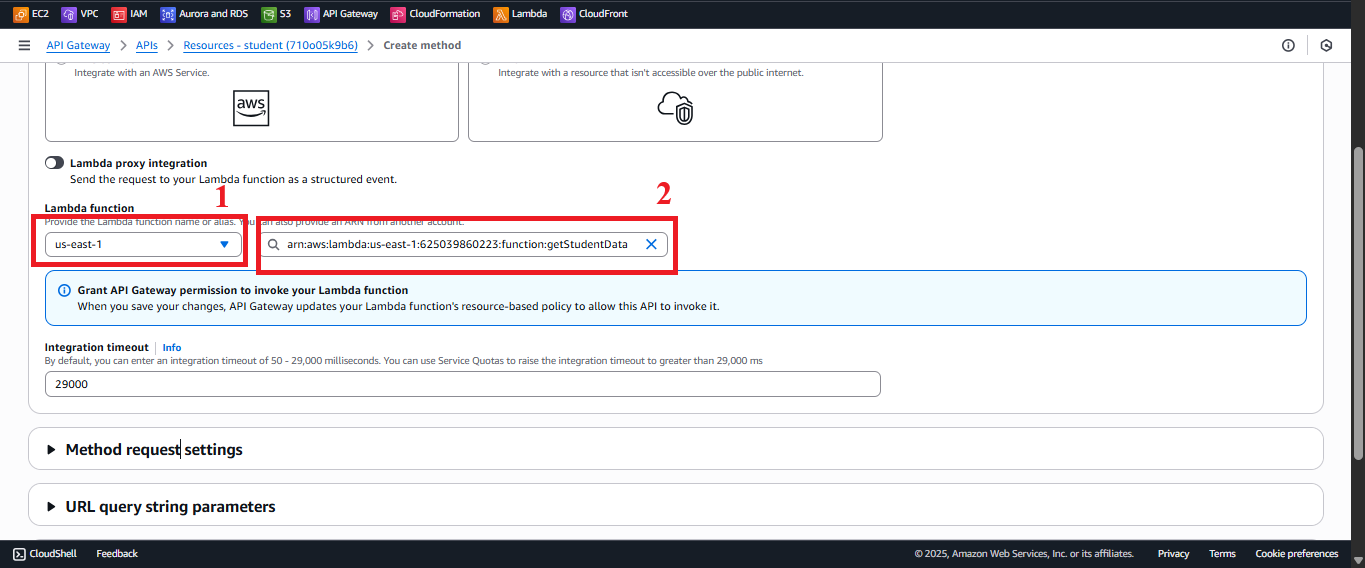 EC2 VPC IAM Aurora and RDS S3 API Gateway CloudFormation Lambda CloudFront
API Gateway > APIs > Resources - student (710o05k9b6) > Create method
Integrate with an AWS Service.
Integrate with a resource that isn't accessible over the public internet.
aws
Lambda proxy integration
Send the request to your Lambda function as a structured event.
1
2
Lambda function
Provide the Lambda function name or alias. You can also provide an ARN from another account.
us-east-1
arn:aws:lambda:us-east-1:625039860223:function:getStudentData
Grant API Gateway permission to invoke your Lambda function
When you save your changes, API Gateway updates your Lambda function's resource-based policy to allow this API to invoke it.
Integration timeout Info
By default, you can enter an integration timeout of 50 - 29,000 milliseconds. You can use Service Quotas to raise the integration timeout to greater than 29,000 ms
29000
Method request settings
URL query string parameters
CloudShell Feedback © 2025, Amazon Web Services, Inc. or its affiliates. Privacy Terms Cookie preferences